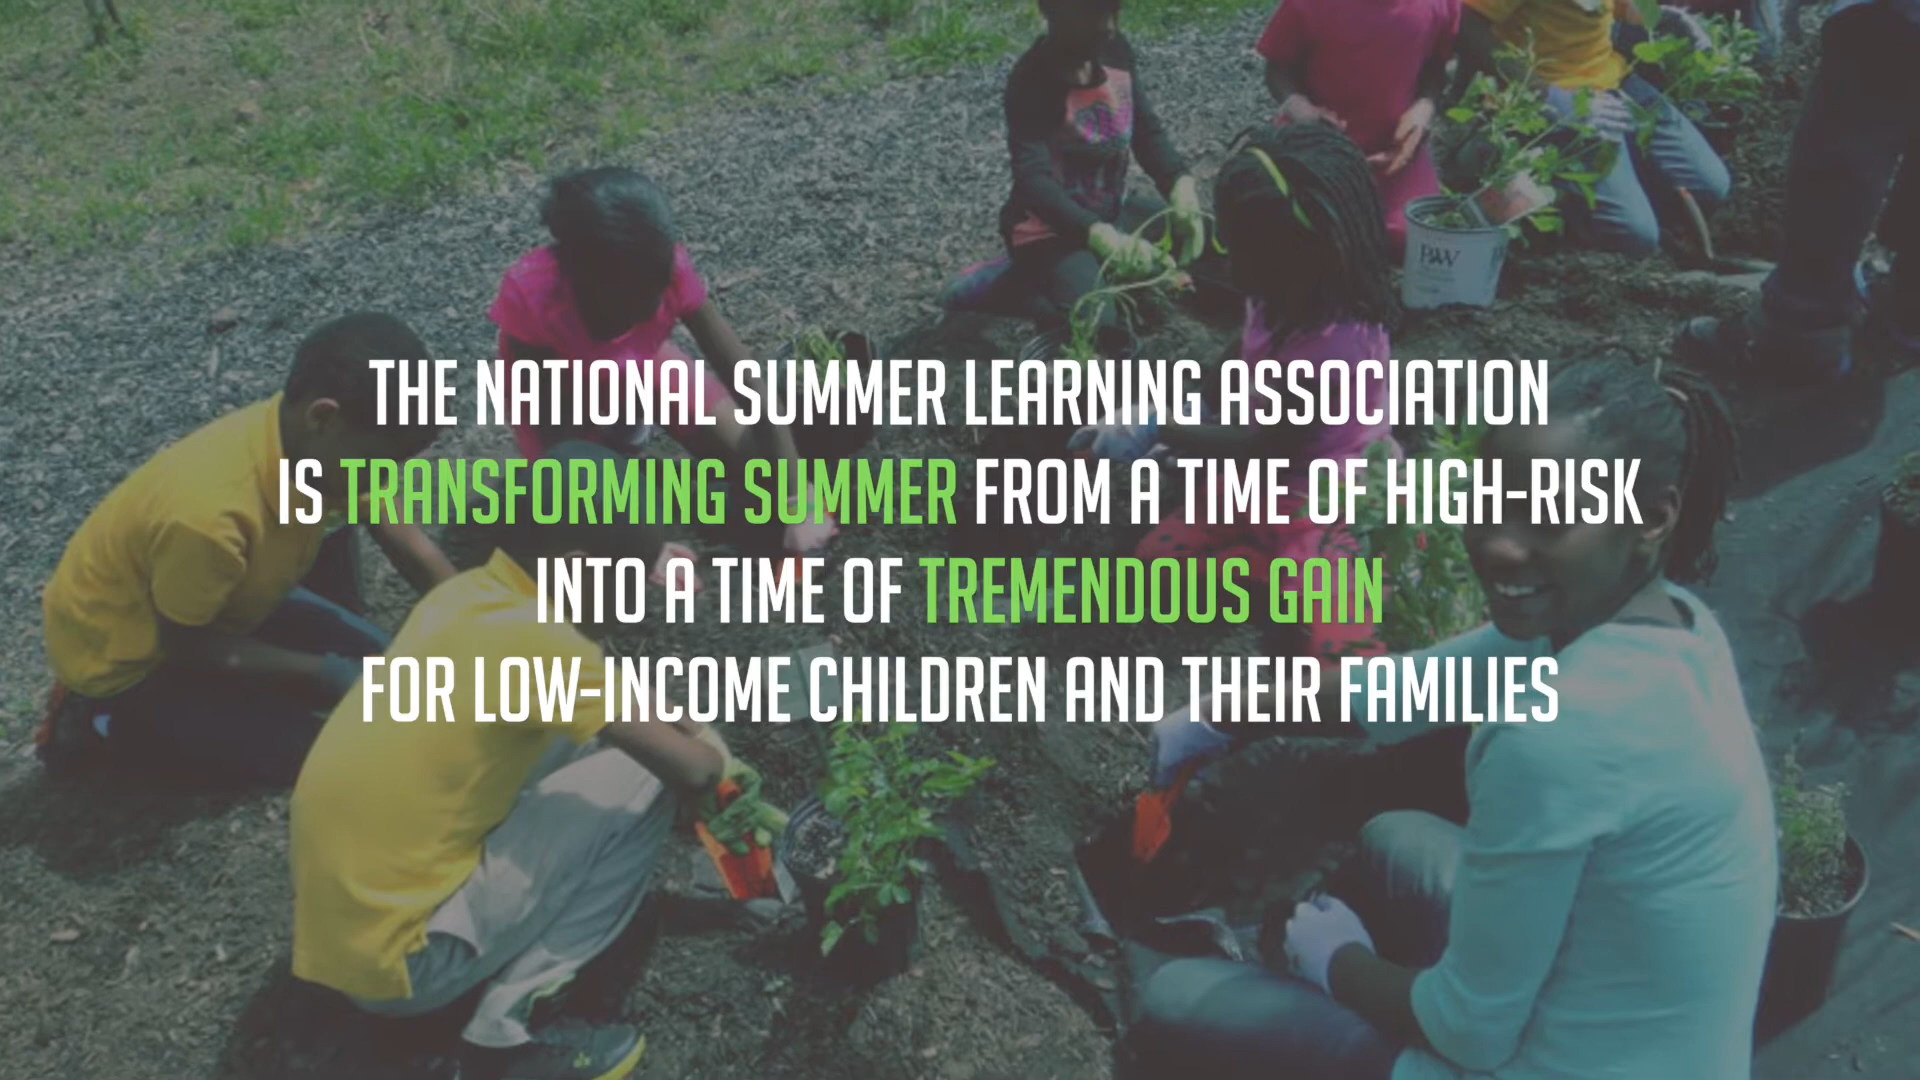 THE NATIONAL SUMMER LEARNING ASSOCIATION
IS TRANSFORMING SUMMER FROM A TIME OF HIGH-RISK
INTO A TIME OF TREMENDOUS GAIN
FOR LOW-INCOME CHILDREN AND THEIR FAMILIES
PW